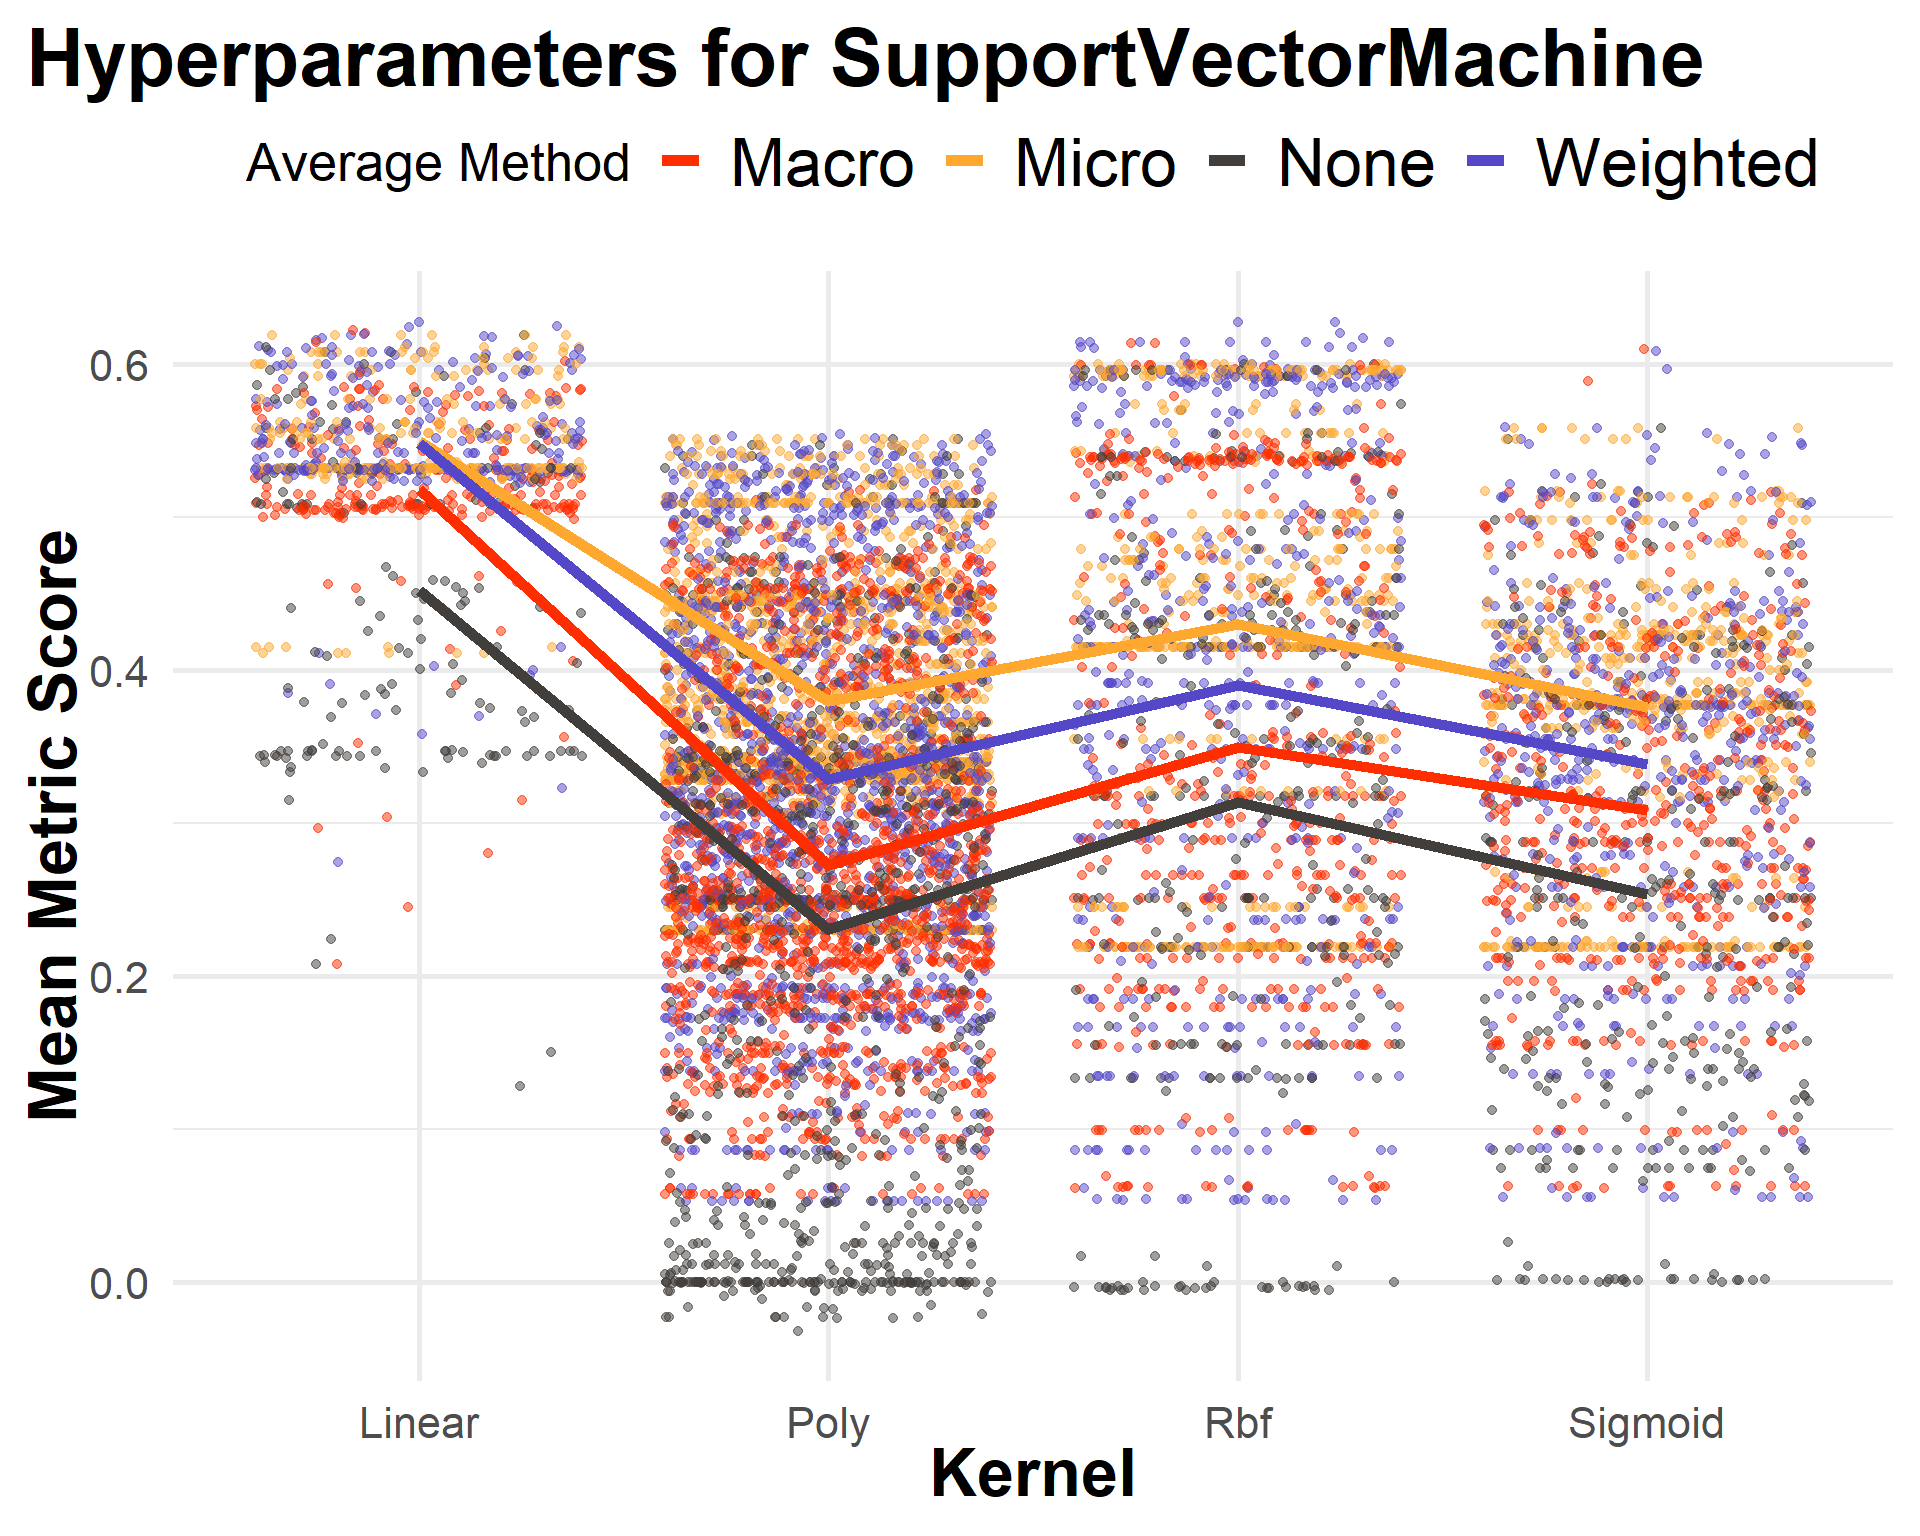 Hyperparameters for SupportVectorMachine
Average Method Macro Micro None Weighted
Mean Metric Score
0.6
0.4
0.2
0.0
Linear Poly Rbf Sigmoid
Kernel